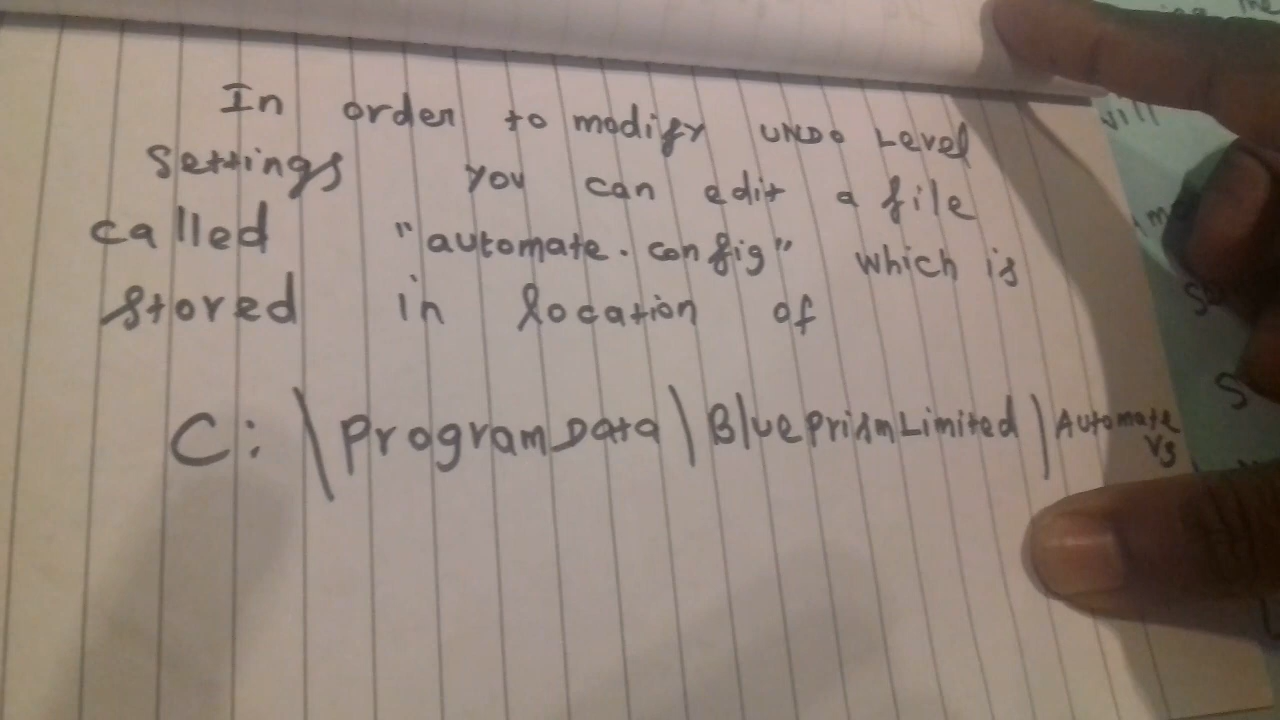 In order to modify UNDO Level
Settings you can edit a file
called "automate.config" which is
stored in location of
C:\ProgramData\BluePrismLimited\Automate
V3